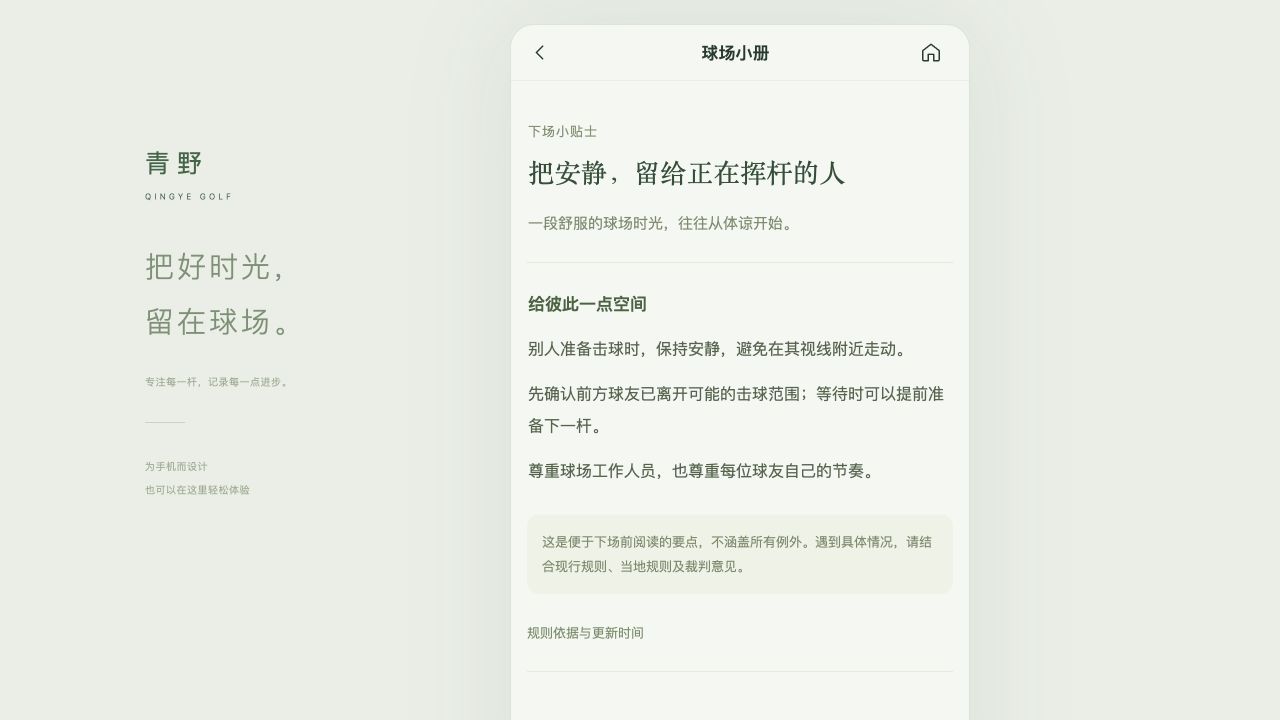 青野
QINGYE GOLF
把好时光，
留在球场。
专注每一杆，记录每一点进步。
为手机而设计
也可以在这里轻松体验
球场小册
下场小贴士
把安静，留给正在挥杆的人
一段舒服的球场时光，往往从体谅开始。
给彼此一点空间
别人准备击球时，保持安静，避免在其视线附近走动。
先确认前方球友已离开可能的击球范围；等待时可以提前准
备下一杆。
尊重球场工作人员，也尊重每位球友自己的节奏。
这是便于下场前阅读的要点，不涵盖所有例外。遇到具体情况，请结
合现行规则、当地规则及裁判意见。
规则依据与更新时间